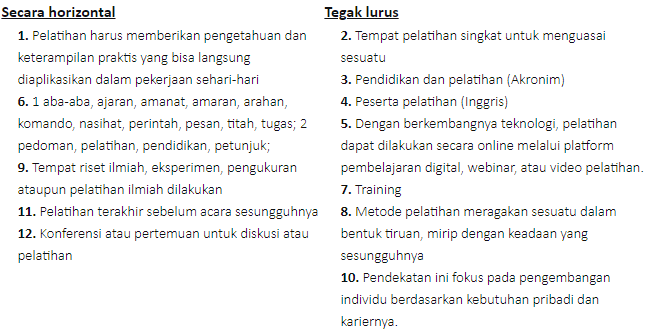 Secara horizontal
1. Pelatihan harus memberikan pengetahuan dan
keterampilan praktis yang bisa langsung
diaplikasikan dalam pekerjaan sehari-hari
6. 1 aba-aba, ajaran, amanat, amaran, arahan,
komando, nasihat, perintah, pesan, titah, tugas; 2
pedoman, pelatihan, pendidikan, petunjuk;
9. Tempat riset ilmiah, eksperimen, pengukuran
ataupun pelatihan ilmiah dilakukan
11. Pelatihan terakhir sebelum acara sesungguhnya
12. Konferensi atau pertemuan untuk diskusi atau
pelatihan
Tegak lurus
2. Tempat pelatihan singkat untuk menguasai
sesuatu
3. Pendidikan dan pelatihan (Akronim)
4. Peserta pelatihan (Inggris)
5. Dengan berkembangnya teknologi, pelatihan
dapat dilakukan secara online melalui platform
pembelajaran digital, webinar, atau video pelatihan.
7. Training
8. Metode pelatihan meragakan sesuatu dalam
bentuk tiruan, mirip dengan keadaan yang
sesungguhnya
10. Pendekatan ini fokus pada pengembangan
individu berdasarkan kebutuhan pribadi dan
kariernya.